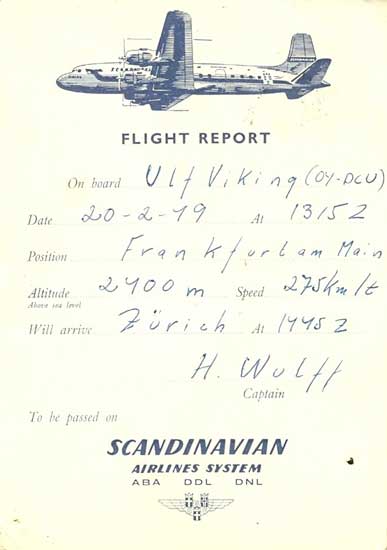 FLIGHT REPORT
On board Ulf Viking (OY-DCU)
Date 20-2-19 At 1315Z
Position Frankfurt am Main
Altitude 2400 m Speed 275 km/t
Above sea level
Will arrive Zürich At 1445Z
H. Wulff
Captain
To be passed on
SCANDINAVIAN
AIRLINES SYSTEM
ABA DDL DNL